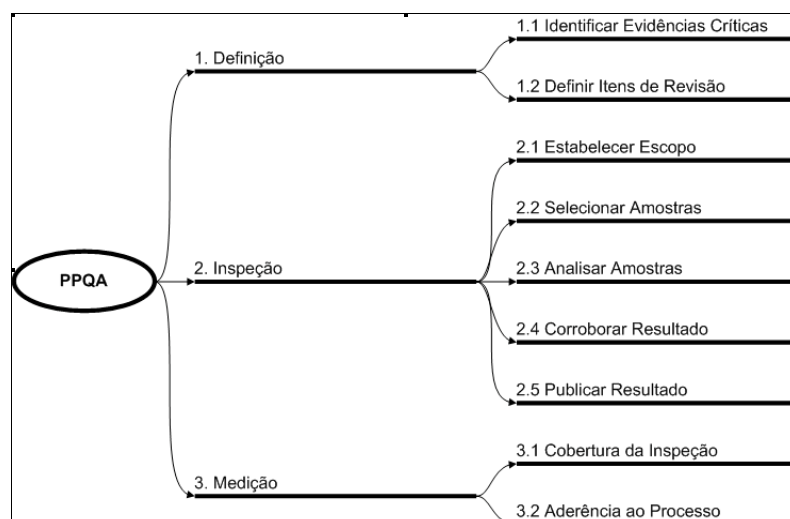 PPQA
1. Definição
1.1 Identificar Evidências Críticas
1.2 Definir Itens de Revisão
2. Inspeção
2.1 Estabelecer Escopo
2.2 Selecionar Amostras
2.3 Analisar Amostras
2.4 Corroborar Resultado
2.5 Publicar Resultado
3. Medição
3.1 Cobertura da Inspeção
3.2 Aderência ao Processo